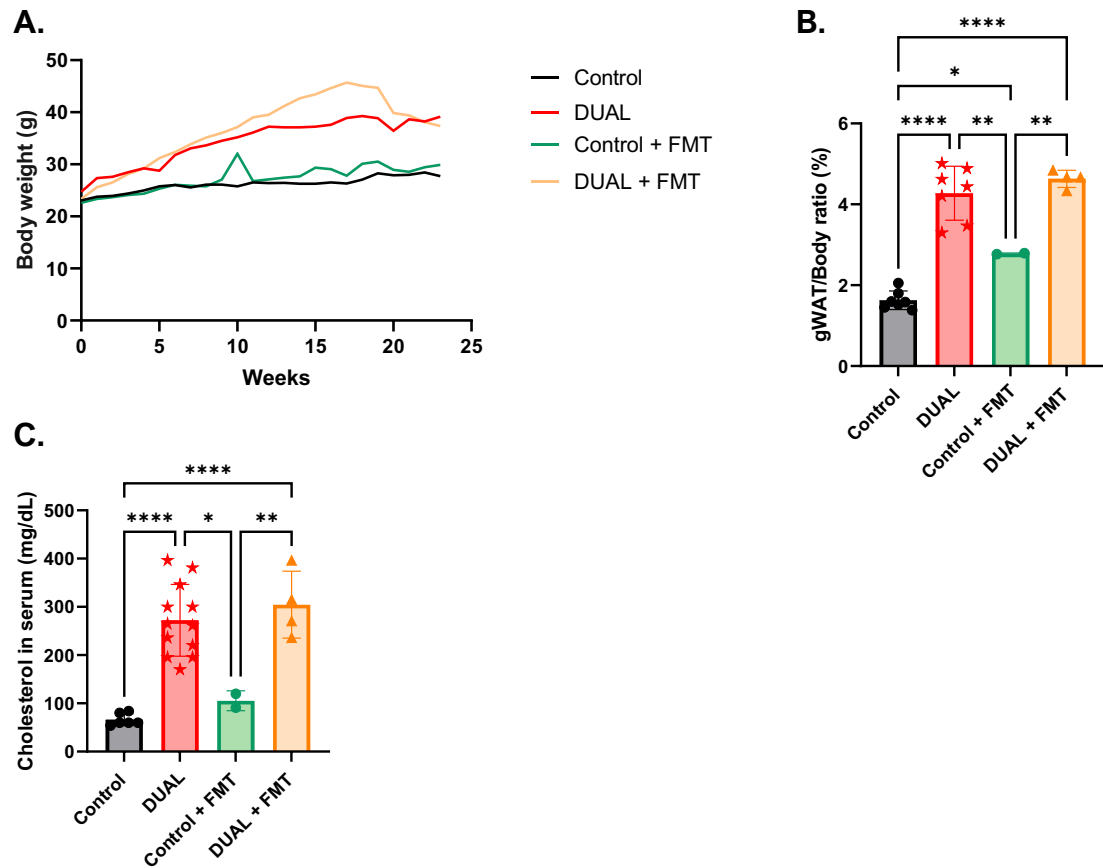 A.
Body weight (g)
50
40
30
20
10
0
0 5 10 15 20 25
Weeks
Control
DUAL
Control + FMT
DUAL + FMT
B.
****
*
**** ** **
gWAT/Body ratio (%)
6
4
2
0
Control
DUAL
Control + FMT
DUAL + FMT
C.
****
**** * **
Cholesterol in serum (mg/dL)
500
400
300
200
100
0
Control
DUAL
Control + FMT
DUAL + FMT